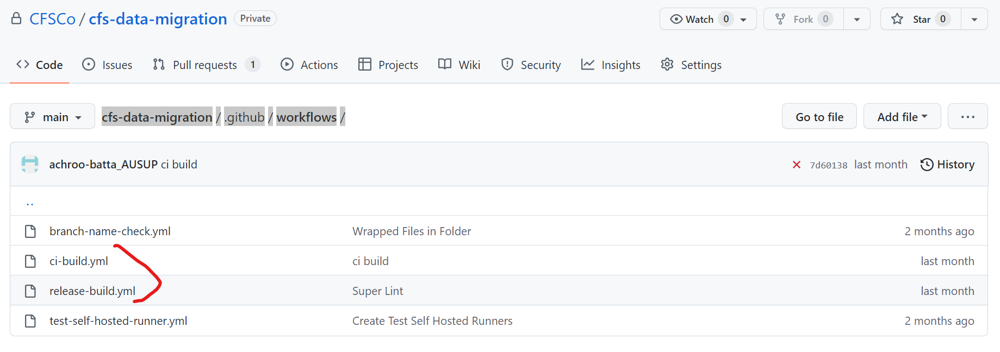 CFSCo / cfs-data-migration Private Watch 0 Fork 0 Star 0
Code Issues Pull requests 1 Actions Projects Wiki Security Insights Settings
main cfs-data-migration / .github / workflows / Go to file Add file ...
achroo-batta_AUSUP ci build 7d60138 last month History
..
branch-name-check.yml Wrapped Files in Folder 2 months ago
ci-build.yml ci build last month
release-build.yml Super Lint last month
test-self-hosted-runner.yml Create Test Self Hosted Runners 2 months ago